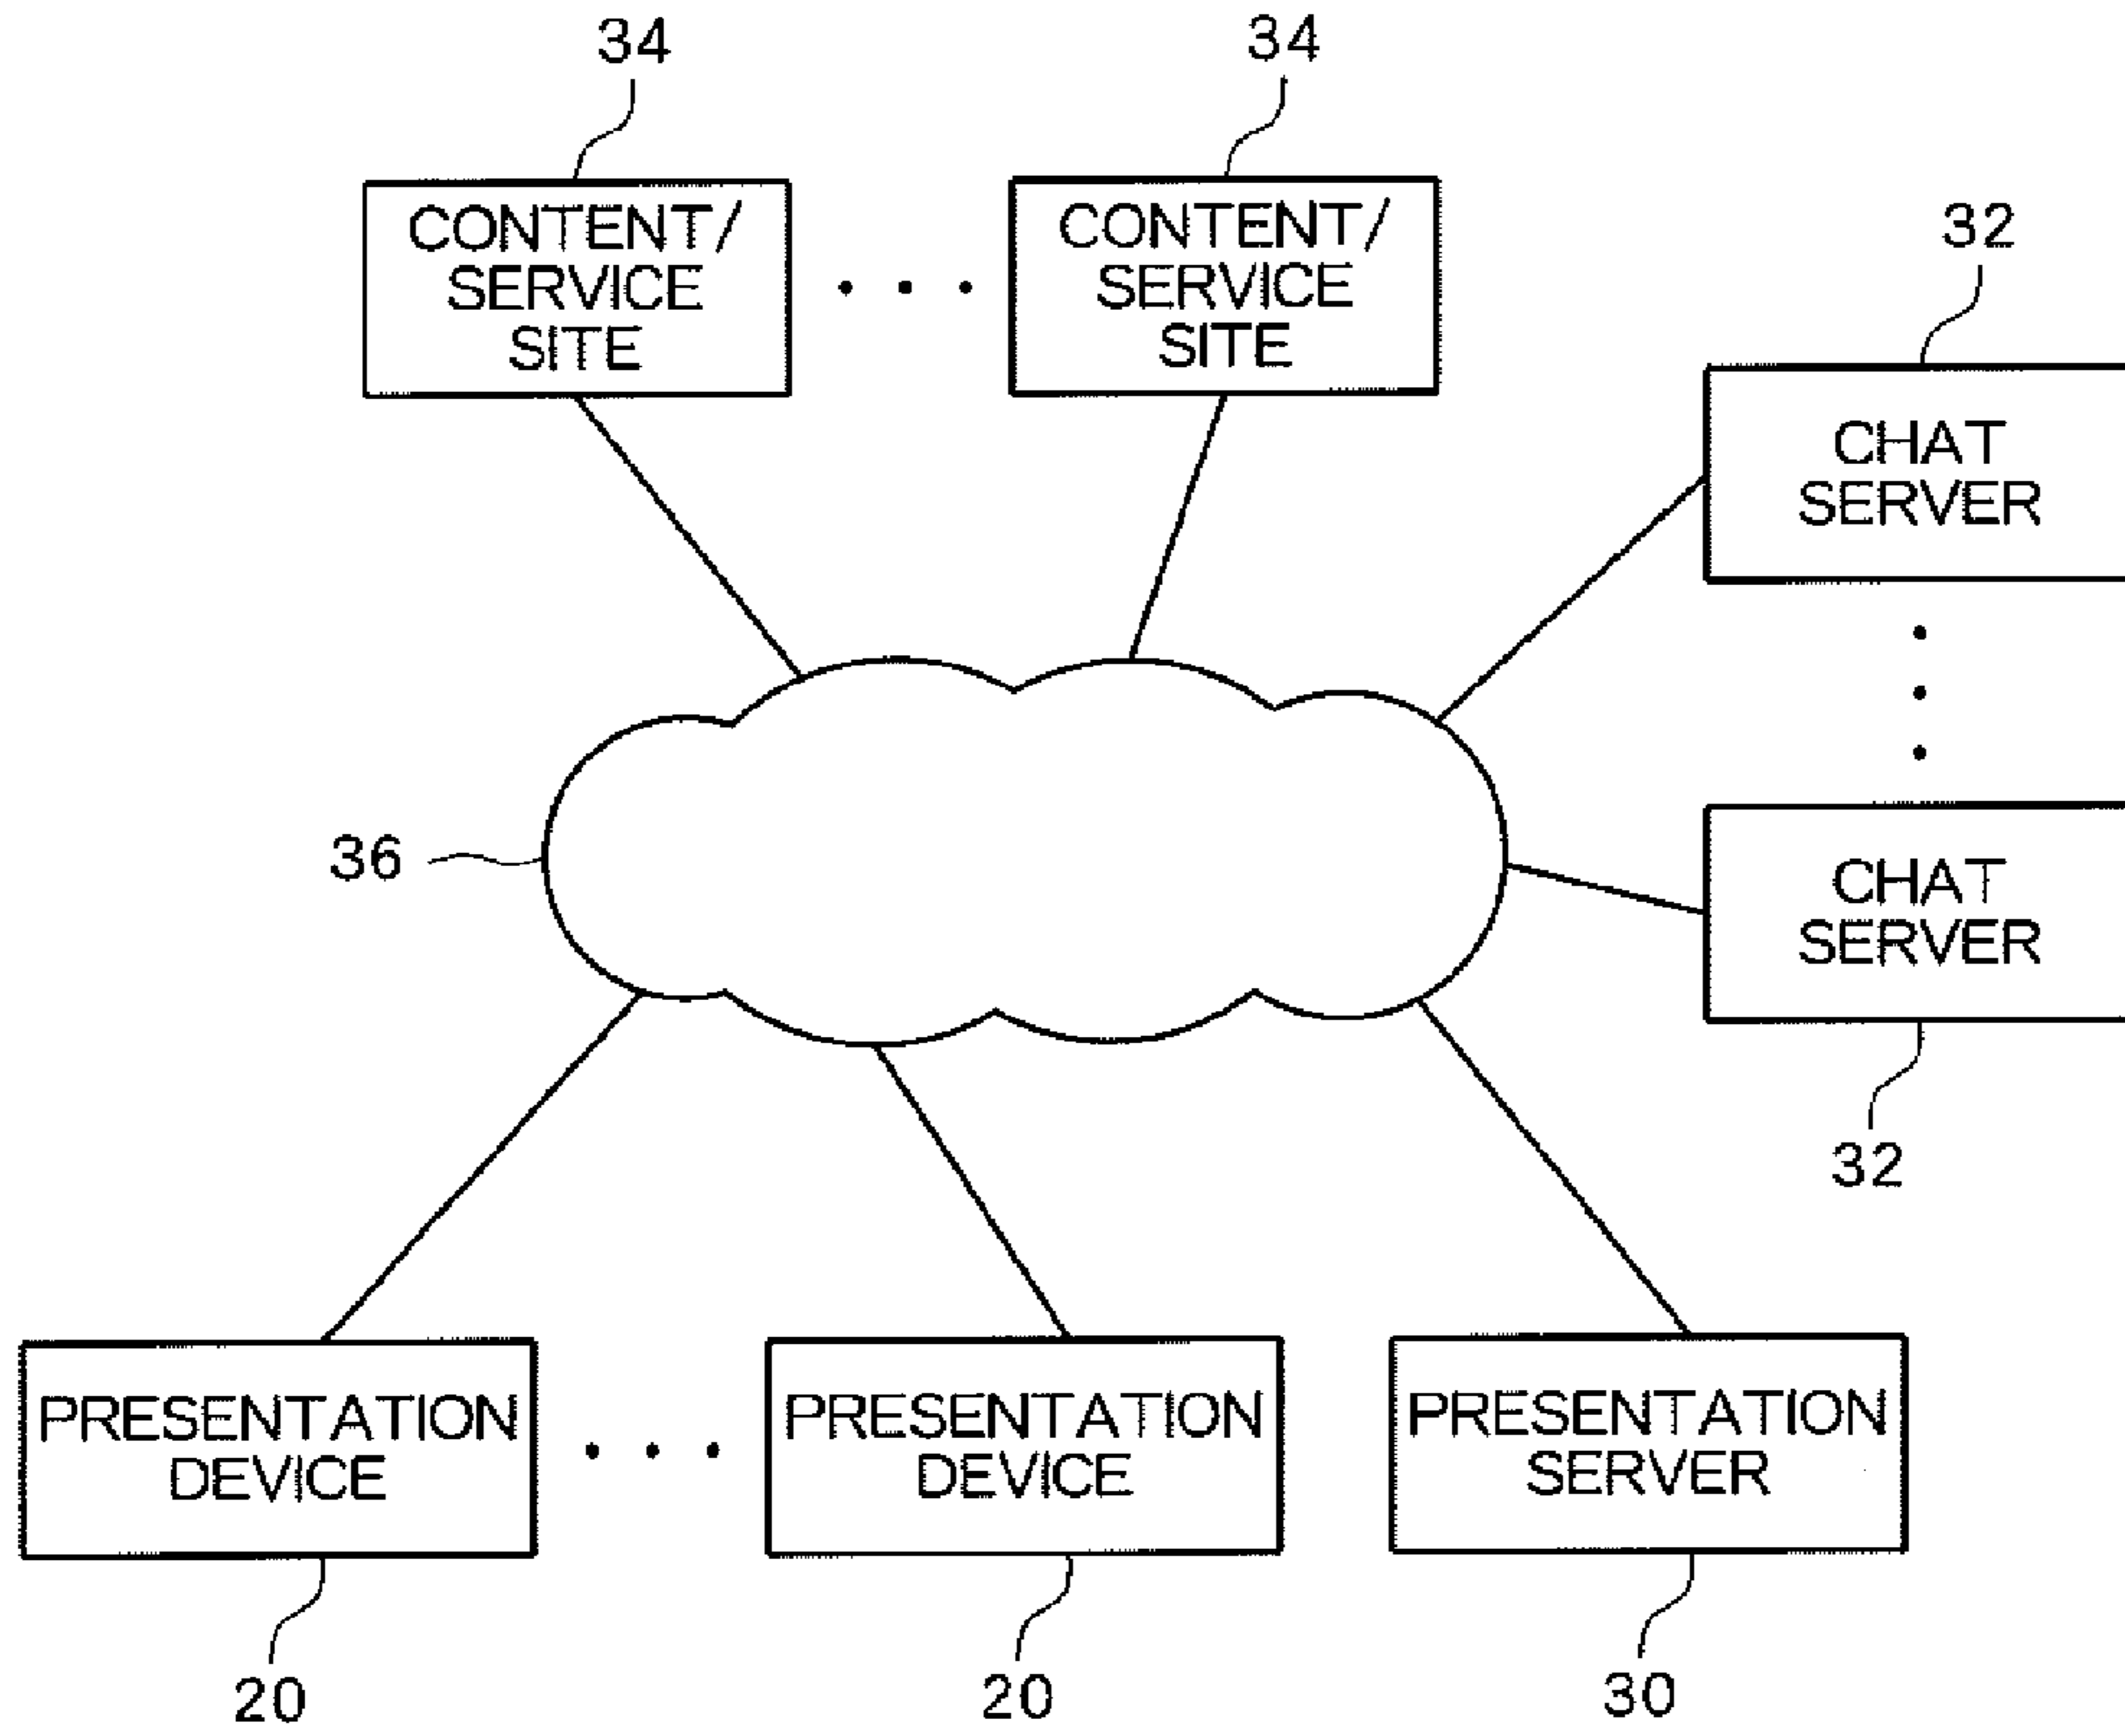 34
34
CONTENT/
SERVICE
SITE
CONTENT/
SERVICE
SITE
32
CHAT
SERVER
36
CHAT
SERVER
32
PRESENTATION
DEVICE
PRESENTATION
DEVICE
PRESENTATION
SERVER
20
20
30